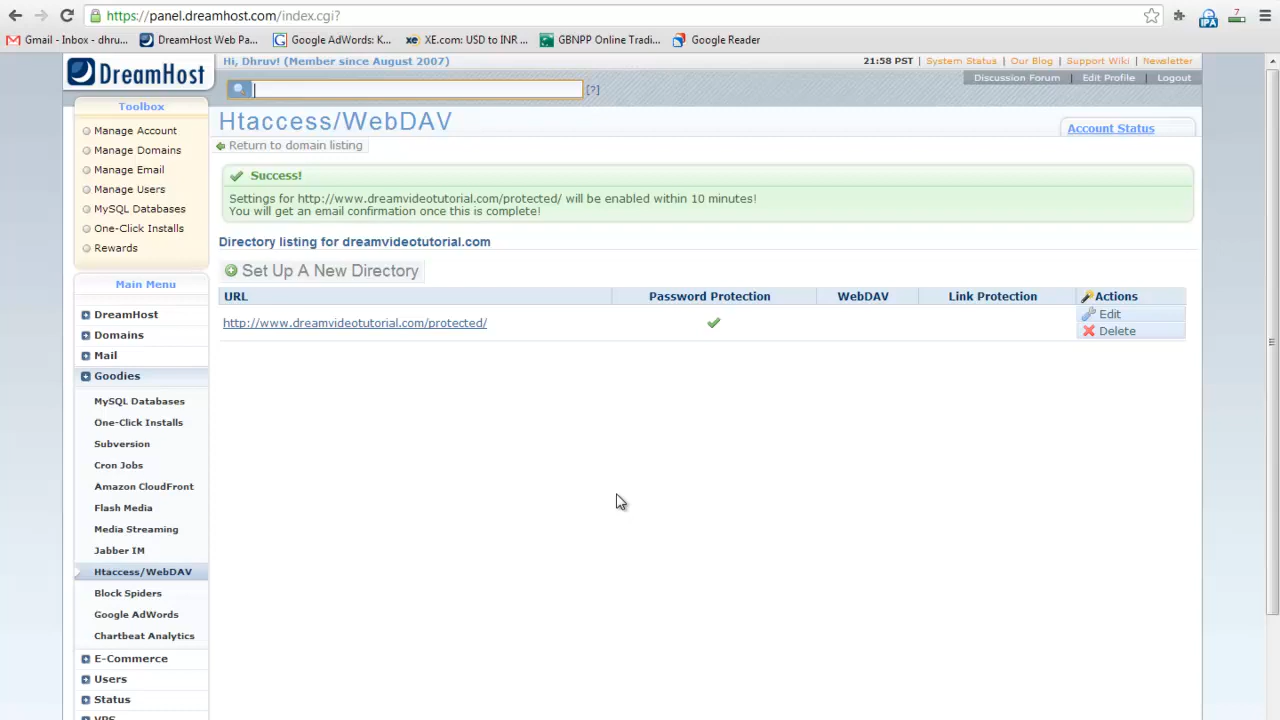 https://panel.dreamhost.com/index.cgi?
Gmail - Inbox - dhru...
DreamHost Web Pa...
Google AdWords: K...
XE.com: USD to INR ...
GBNPP Online Tradi...
Google Reader
7
IPA
DreamHost
Hi, Dhruv! (Member since August 2007)
21:58 PST | System Status | Our Blog | Support Wiki | Newsletter
Discussion Forum | Edit Profile | Logout
[?]
Toolbox
Manage Account
Manage Domains
Manage Email
Manage Users
MySQL Databases
One-Click Installs
Rewards
Main Menu
DreamHost
Domains
Mail
Goodies
MySQL Databases
One-Click Installs
Subversion
Cron Jobs
Amazon CloudFront
Flash Media
Media Streaming
Jabber IM
Htaccess/WebDAV
Block Spiders
Google AdWords
Chartbeat Analytics
E-Commerce
Users
Status
VPS
Htaccess/WebDAV
Account Status
Return to domain listing
Success!
Settings for http://www.dreamvideotutorial.com/protected/ will be enabled within 10 minutes!
You will get an email confirmation once this is complete!
Directory listing for dreamvideotutorial.com
Set Up A New Directory
URL Password Protection WebDAV Link Protection Actions
http://www.dreamvideotutorial.com/protected/
Edit
Delete